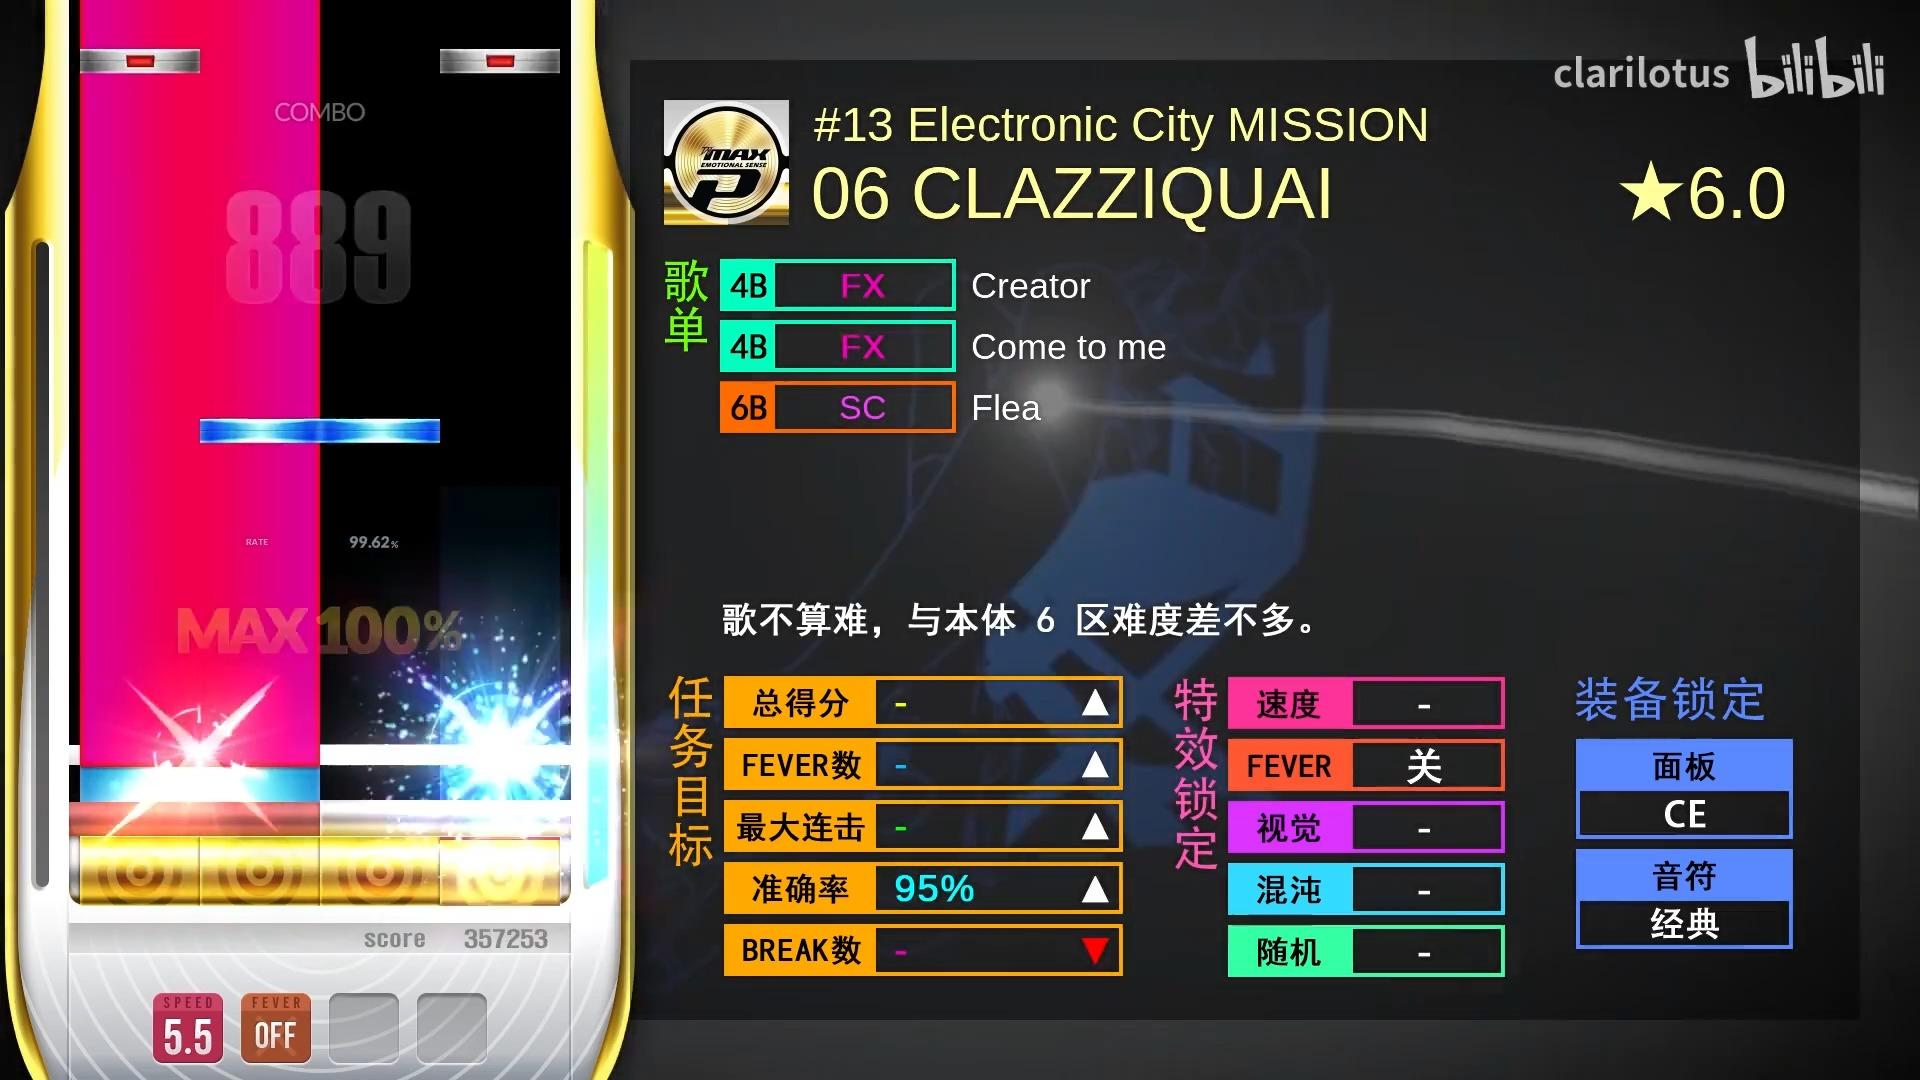 clarilotus bilibili
COMBO
889
RATE 99.62%
MAX 100%
score 357253
SPEED
5.5
FEVER
OFF
MAX
EMOTIONAL SENSE
#13 Electronic City MISSION
06 CLAZZIQUAI
★6.0
歌单
4B FX Creator
4B FX Come to me
6B SC Flea
歌不算难，与本体 6 区难度差不多。
任务目标
总得分 - ▲
FEVER数 - ▲
最大连击 - ▲
准确率 95% ▲
BREAK数 - ▼
特效锁定
速度 -
FEVER 关
视觉 -
混沌 -
随机 -
装备锁定
面板
CE
音符
经典